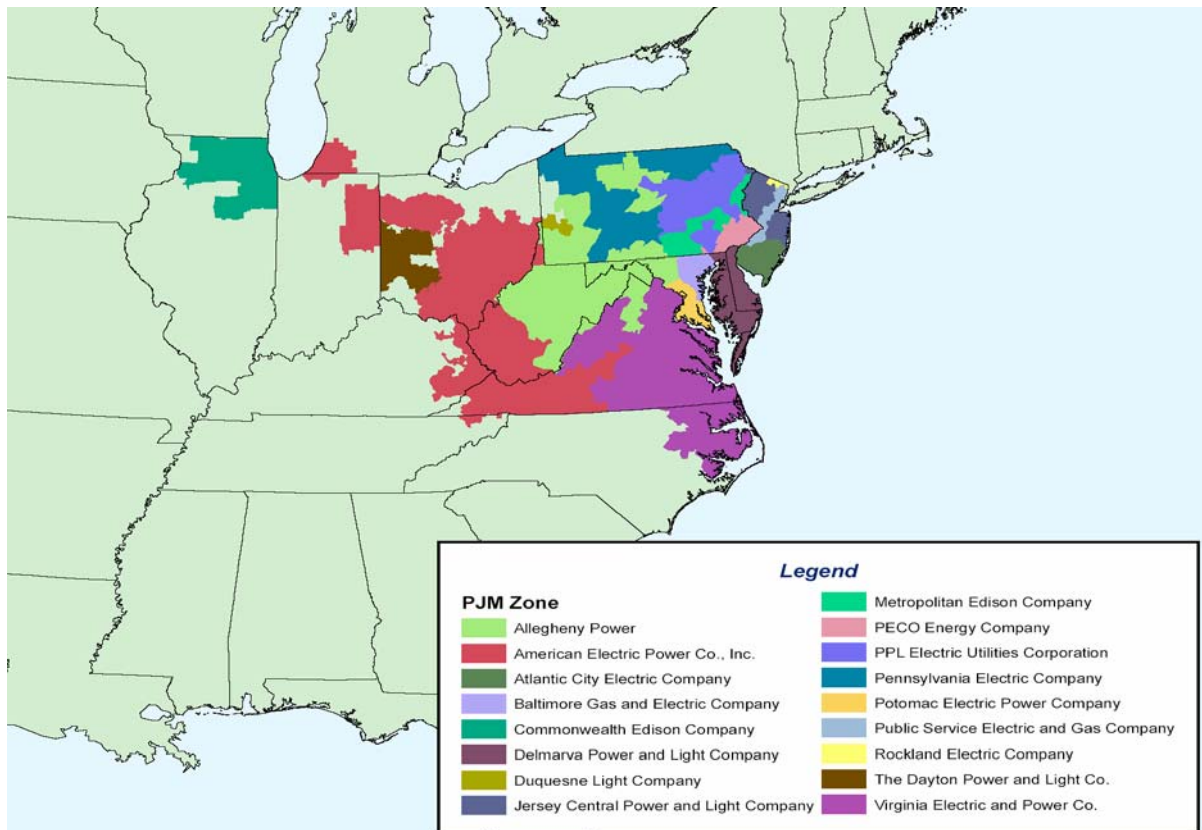 Legend
PJM Zone
Allegheny Power
American Electric Power Co., Inc.
Atlantic City Electric Company
Baltimore Gas and Electric Company
Commonwealth Edison Company
Delmarva Power and Light Company
Duquesne Light Company
Jersey Central Power and Light Company
Metropolitan Edison Company
PECO Energy Company
PPL Electric Utilities Corporation
Pennsylvania Electric Company
Potomac Electric Power Company
Public Service Electric and Gas Company
Rockland Electric Company
The Dayton Power and Light Co.
Virginia Electric and Power Co.